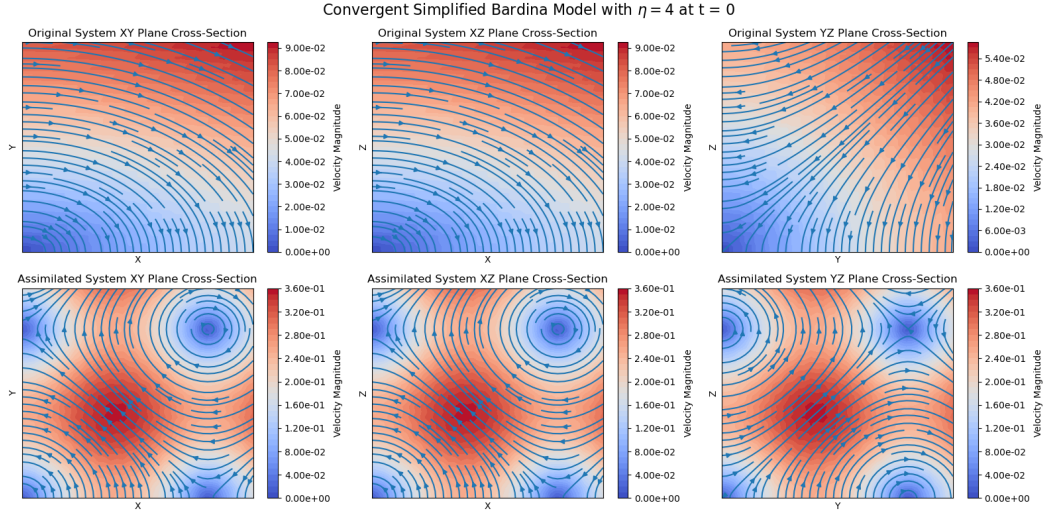 Convergent Simplified Bardina Model with η = 4 at t = 0
Original System XY Plane Cross-Section
Y
X
9.00e-02
8.00e-02
7.00e-02
6.00e-02
5.00e-02
4.00e-02
3.00e-02
2.00e-02
1.00e-02
0.00e+00
Velocity Magnitude
Original System XZ Plane Cross-Section
Z
X
9.00e-02
8.00e-02
7.00e-02
6.00e-02
5.00e-02
4.00e-02
3.00e-02
2.00e-02
1.00e-02
0.00e+00
Velocity Magnitude
Original System YZ Plane Cross-Section
Z
Y
5.40e-02
4.80e-02
4.20e-02
3.60e-02
3.00e-02
2.40e-02
1.80e-02
1.20e-02
6.00e-03
0.00e+00
Velocity Magnitude
Assimilated System XY Plane Cross-Section
Y
X
3.60e-01
3.20e-01
2.80e-01
2.40e-01
2.00e-01
1.60e-01
1.20e-01
8.00e-02
4.00e-02
0.00e+00
Velocity Magnitude
Assimilated System XZ Plane Cross-Section
Z
X
3.60e-01
3.20e-01
2.80e-01
2.40e-01
2.00e-01
1.60e-01
1.20e-01
8.00e-02
4.00e-02
0.00e+00
Velocity Magnitude
Assimilated System YZ Plane Cross-Section
Z
Y
3.60e-01
3.20e-01
2.80e-01
2.40e-01
2.00e-01
1.60e-01
1.20e-01
8.00e-02
4.00e-02
0.00e+00
Velocity Magnitude